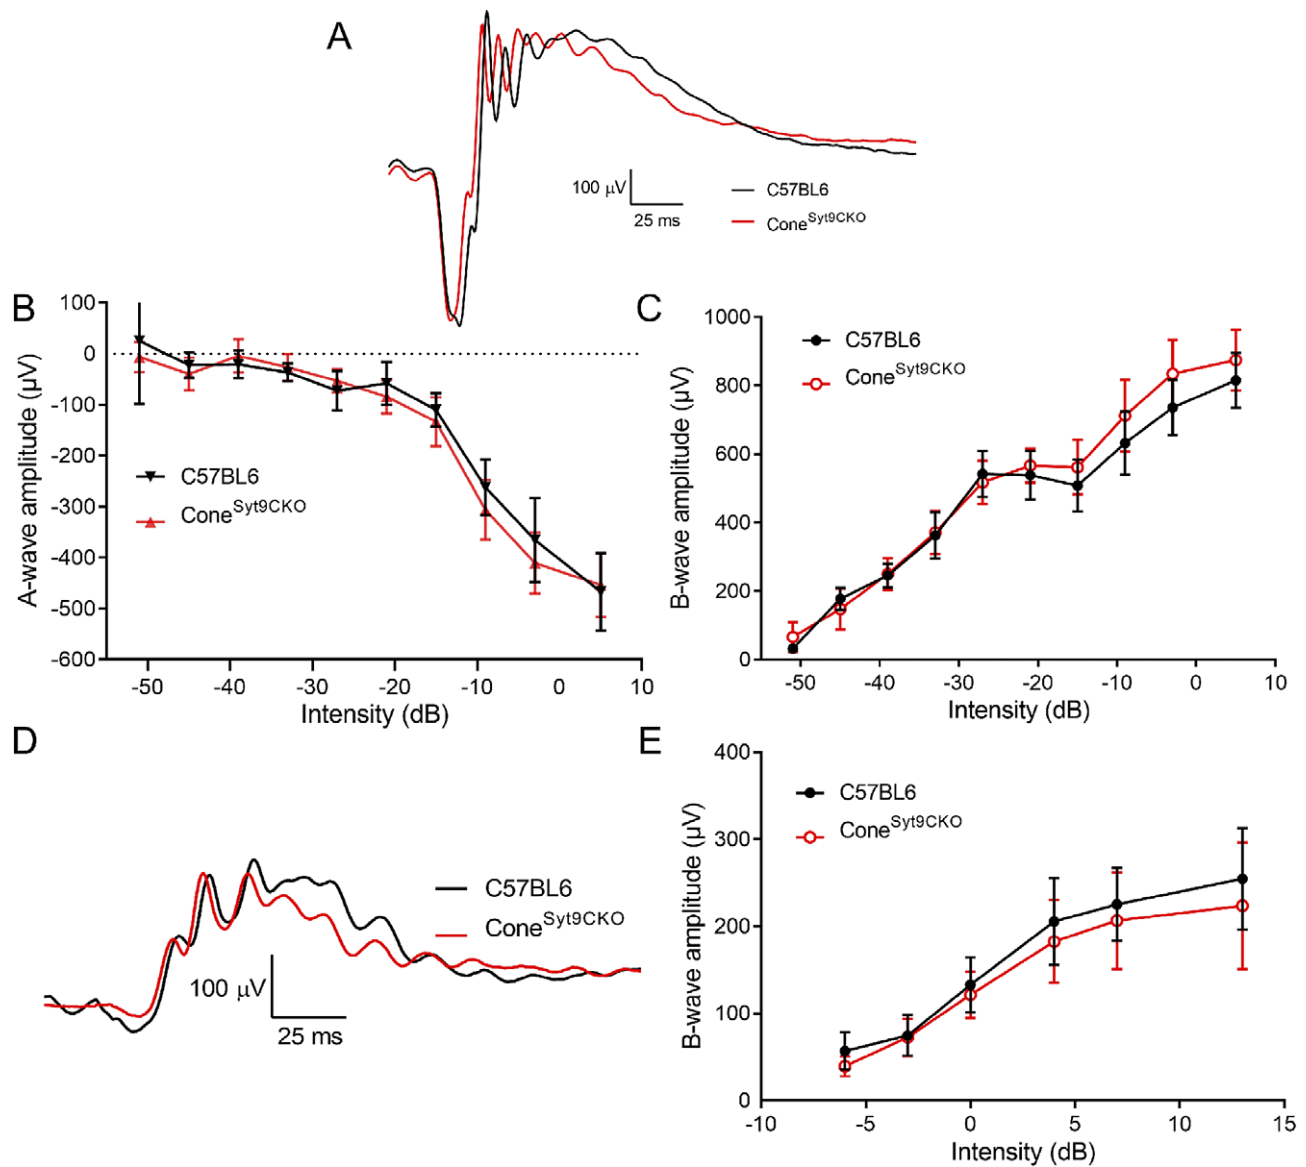 A
100 µV
25 ms
C57BL6
Cone^Syt9CKO
B
100
0
-100
-200
-300
-400
-500
-600
A-wave amplitude (µV)
C57BL6
Cone^Syt9CKO
-50 -40 -30 -20 -10 0 10
Intensity (dB)
C
1000
800
600
400
200
0
B-wave amplitude (µV)
C57BL6
Cone^Syt9CKO
-50 -40 -30 -20 -10 0 10
Intensity (dB)
D
C57BL6
Cone^Syt9CKO
100 µV
25 ms
E
400
300
200
100
0
B-wave amplitude (µV)
C57BL6
Cone^Syt9CKO
-10 -5 0 5 10 15
Intensity (dB)